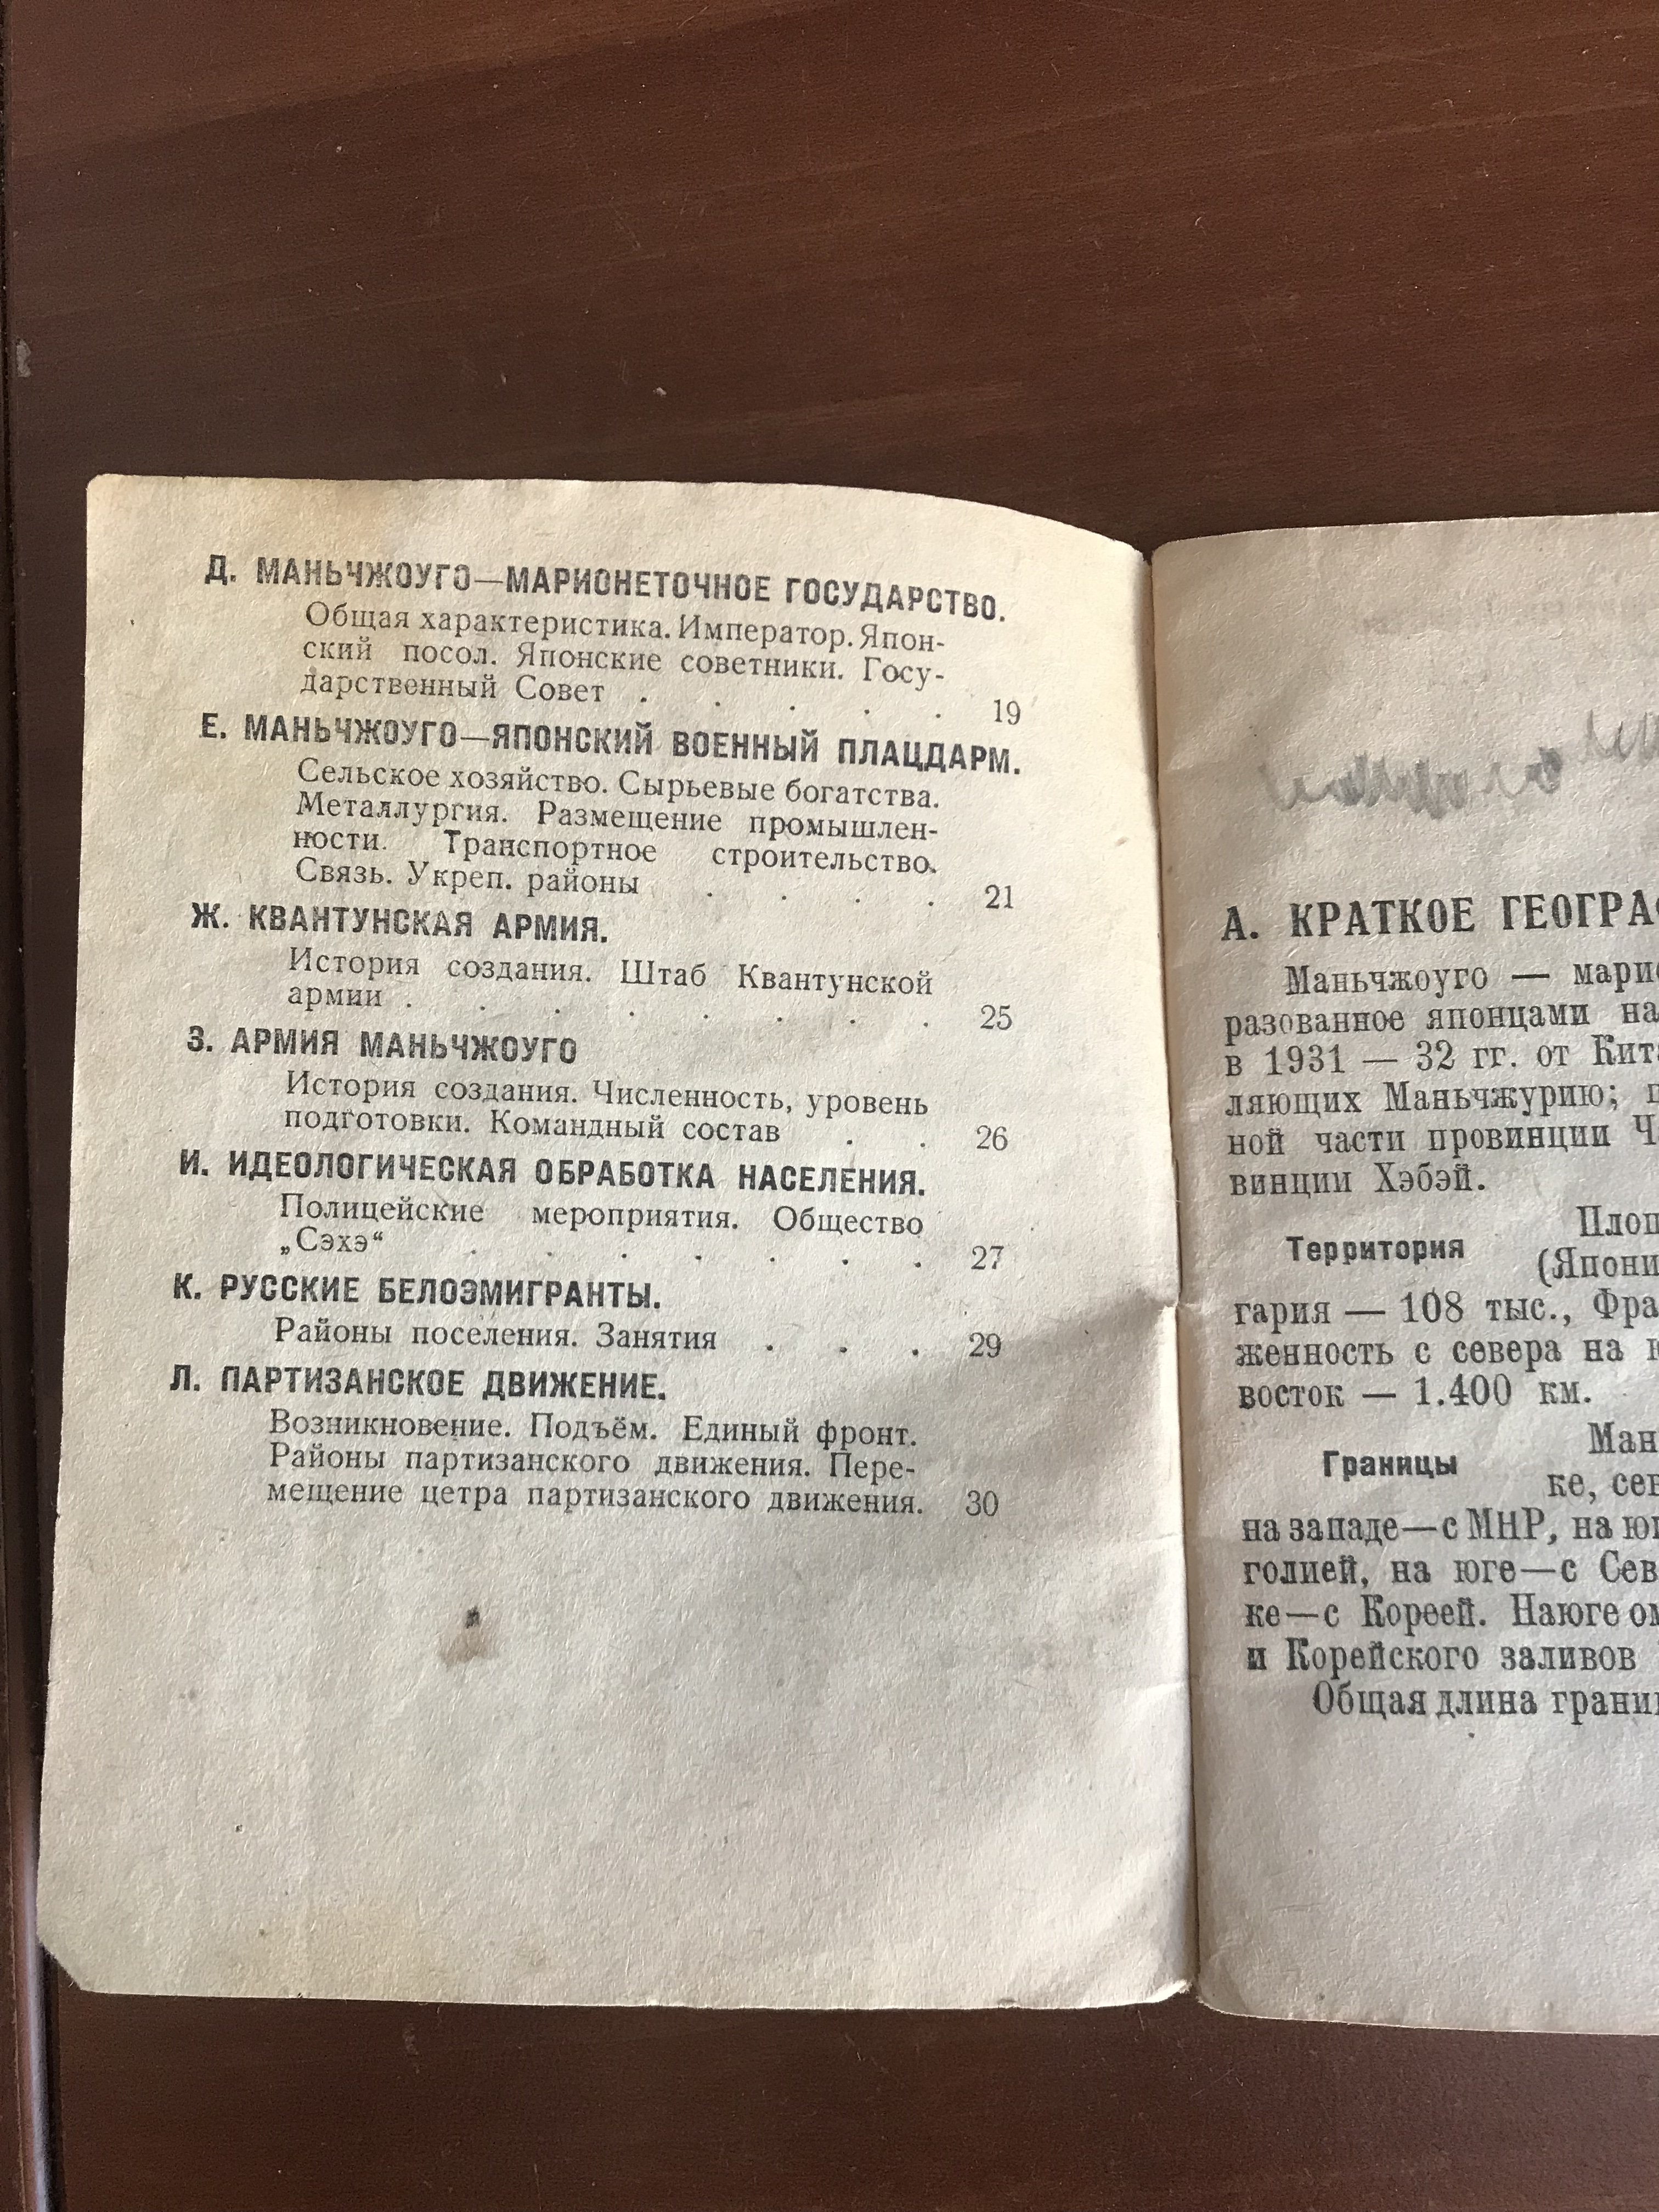 Д. МАНЬЧЖОУГО—МАРИОНЕТОЧНОЕ ГОСУДАРСТВО.
Общая характеристика. Император. Япон-
ский посол. Японские советники. Госу-
дарственный Совет . . . . . 19
Е. МАНЬЧЖОУГО—ЯПОНСКИЙ ВОЕННЫЙ ПЛАЦДАРМ.
Сельское хозяйство. Сырьевые богатства.
Металлургия. Размещение промышлен-
ности. Транспортное строительство.
Связь. Укреп. районы . . . . 21
Ж. КВАНТУНСКАЯ АРМИЯ.
История создания. Штаб Квантунской
армии . . . . . . . . 25
З. АРМИЯ МАНЬЧЖОУГО
История создания. Численность, уровень
подготовки. Командный состав . . 26
И. ИДЕОЛОГИЧЕСКАЯ ОБРАБОТКА НАСЕЛЕНИЯ.
Полицейские мероприятия. Общество
„Сэхэ“ . . . . . . . 27
К. РУССКИЕ БЕЛОЭМИГРАНТЫ.
Районы поселения. Занятия . . . 29
Л. ПАРТИЗАНСКОЕ ДВИЖЕНИЕ.
Возникновение. Подъём. Единый фронт.
Районы партизанского движения. Пере-
мещение цетра партизанского движения. 30
А. КРАТКОЕ ГЕОГРАФ
Маньчжоуго — марио
разованное японцами на
в 1931 — 32 гг. от Кита
ляющих Маньчжурию;
ной части провинции Ч
винции Хэбэй.
Площ
Территория (Япони
гария — 108 тыс., Фра
женность с севера на ю
восток — 1.400 км.
Ман
Границы ке, сев
на западе—с МНР, на юг
голией, на юге—с Сев
ке—с Кореей. Наюге ом
и Корейского заливов
Общая длина грани